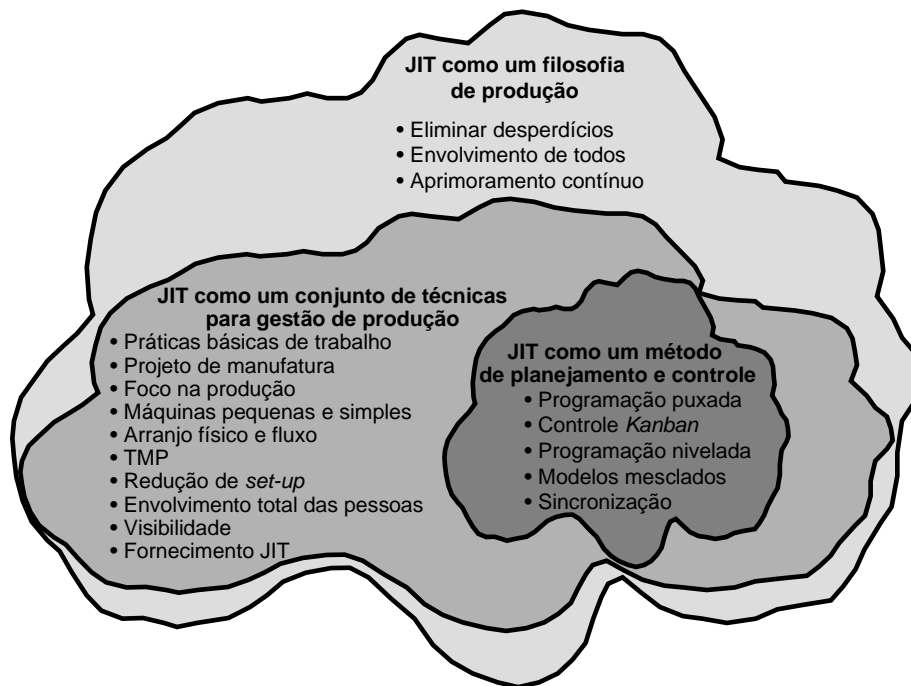 JIT como um filosofia
de produção
• Eliminar desperdícios
• Envolvimento de todos
• Aprimoramento contínuo
JIT como um conjunto de técnicas
para gestão de produção
• Práticas básicas de trabalho
• Projeto de manufatura
• Foco na produção
• Máquinas pequenas e simples
• Arranjo físico e fluxo
• TMP
• Redução de set-up
• Envolvimento total das pessoas
• Visibilidade
• Fornecimento JIT
JIT como um método
de planejamento e controle
• Programação puxada
• Controle Kanban
• Programação nivelada
• Modelos mesclados
• Sincronização